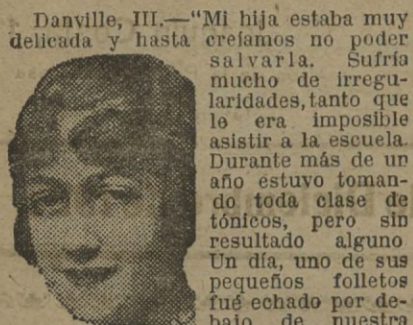 Danville, Ill.—“Mi hija estaba muy
delicada y hasta creíamos no poder
salvarla. Sufría
mucho de irregu-
laridades, tanto que
le era imposible
asistir a la escuela.
Durante más de un
año estuvo toman-
do toda clase de
tónicos, pero sin
resultado alguno
Un día, uno de sus
pequeños folletos
fué echado por de-
bajo de nuestra